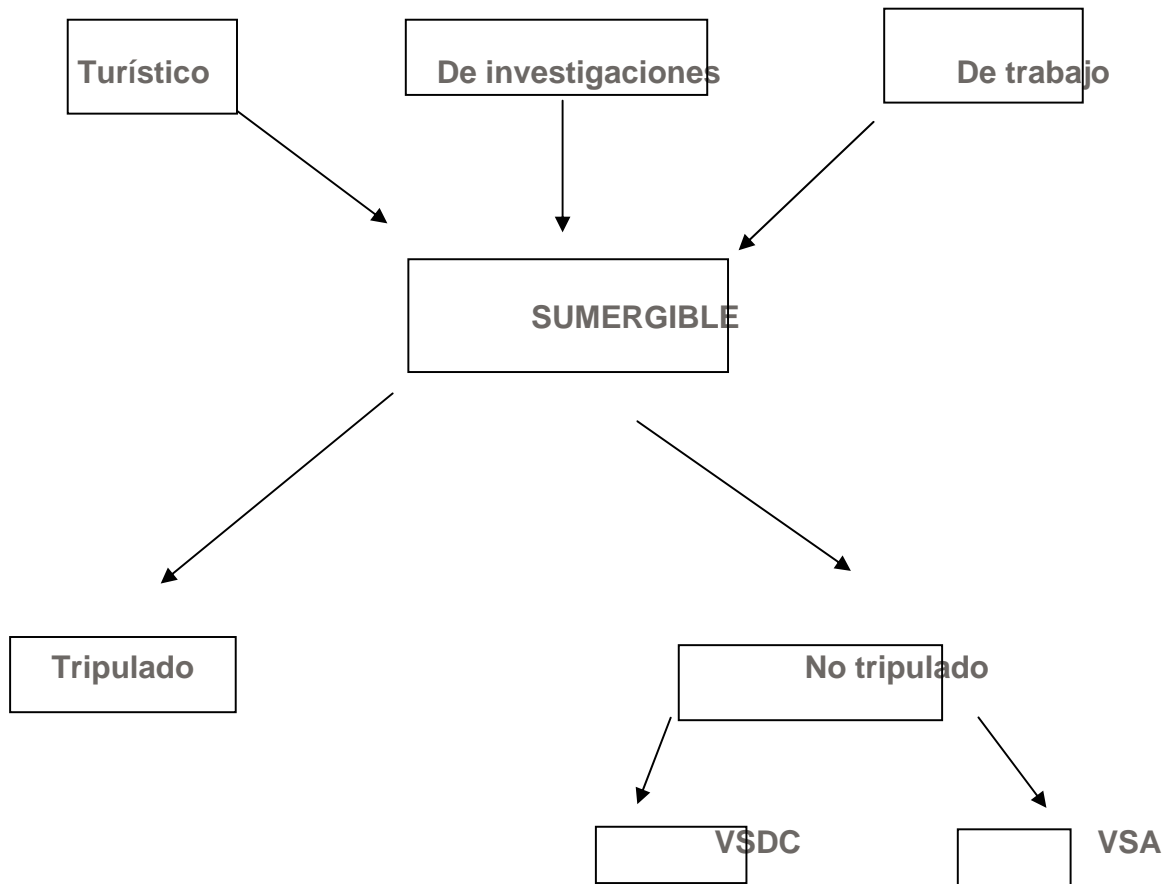 Turístico
De investigaciones
De trabajo
SUMERGIBLE
Tripulado
No tripulado
VSDC
VSA